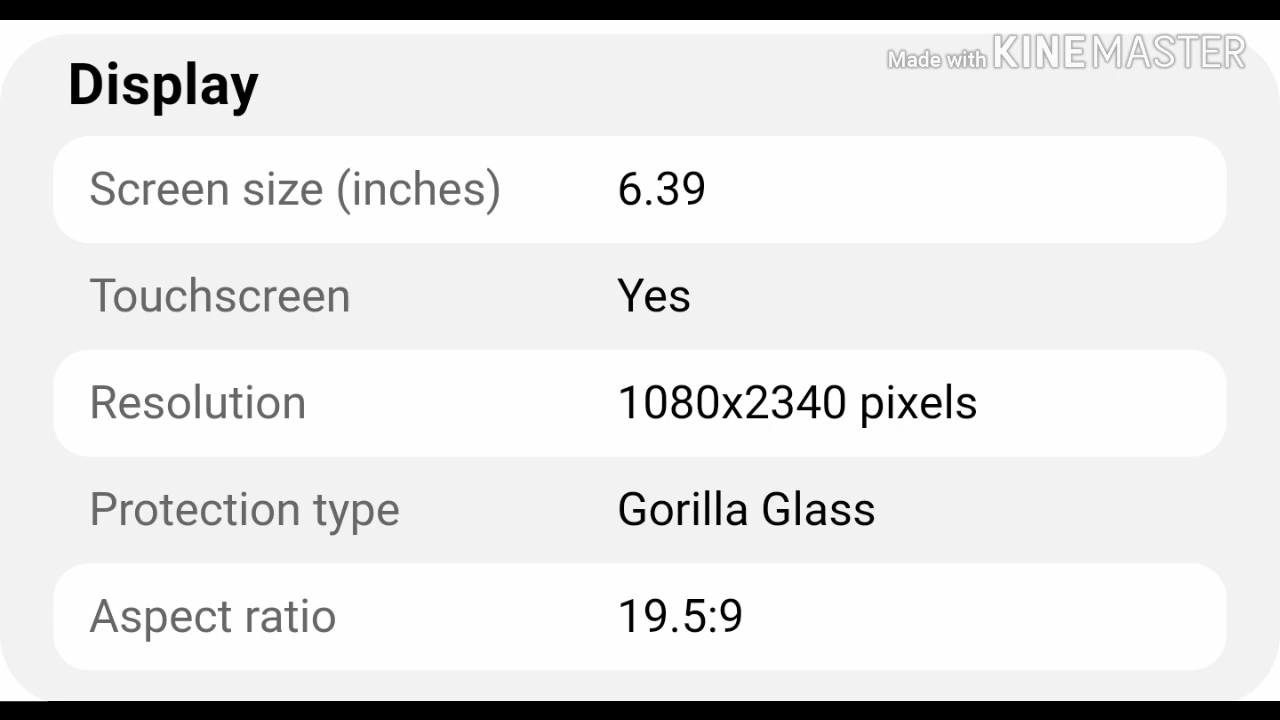 Made with KINEMASTER
Display
Screen size (inches) 6.39
Touchscreen Yes
Resolution 1080x2340 pixels
Protection type Gorilla Glass
Aspect ratio 19.5:9